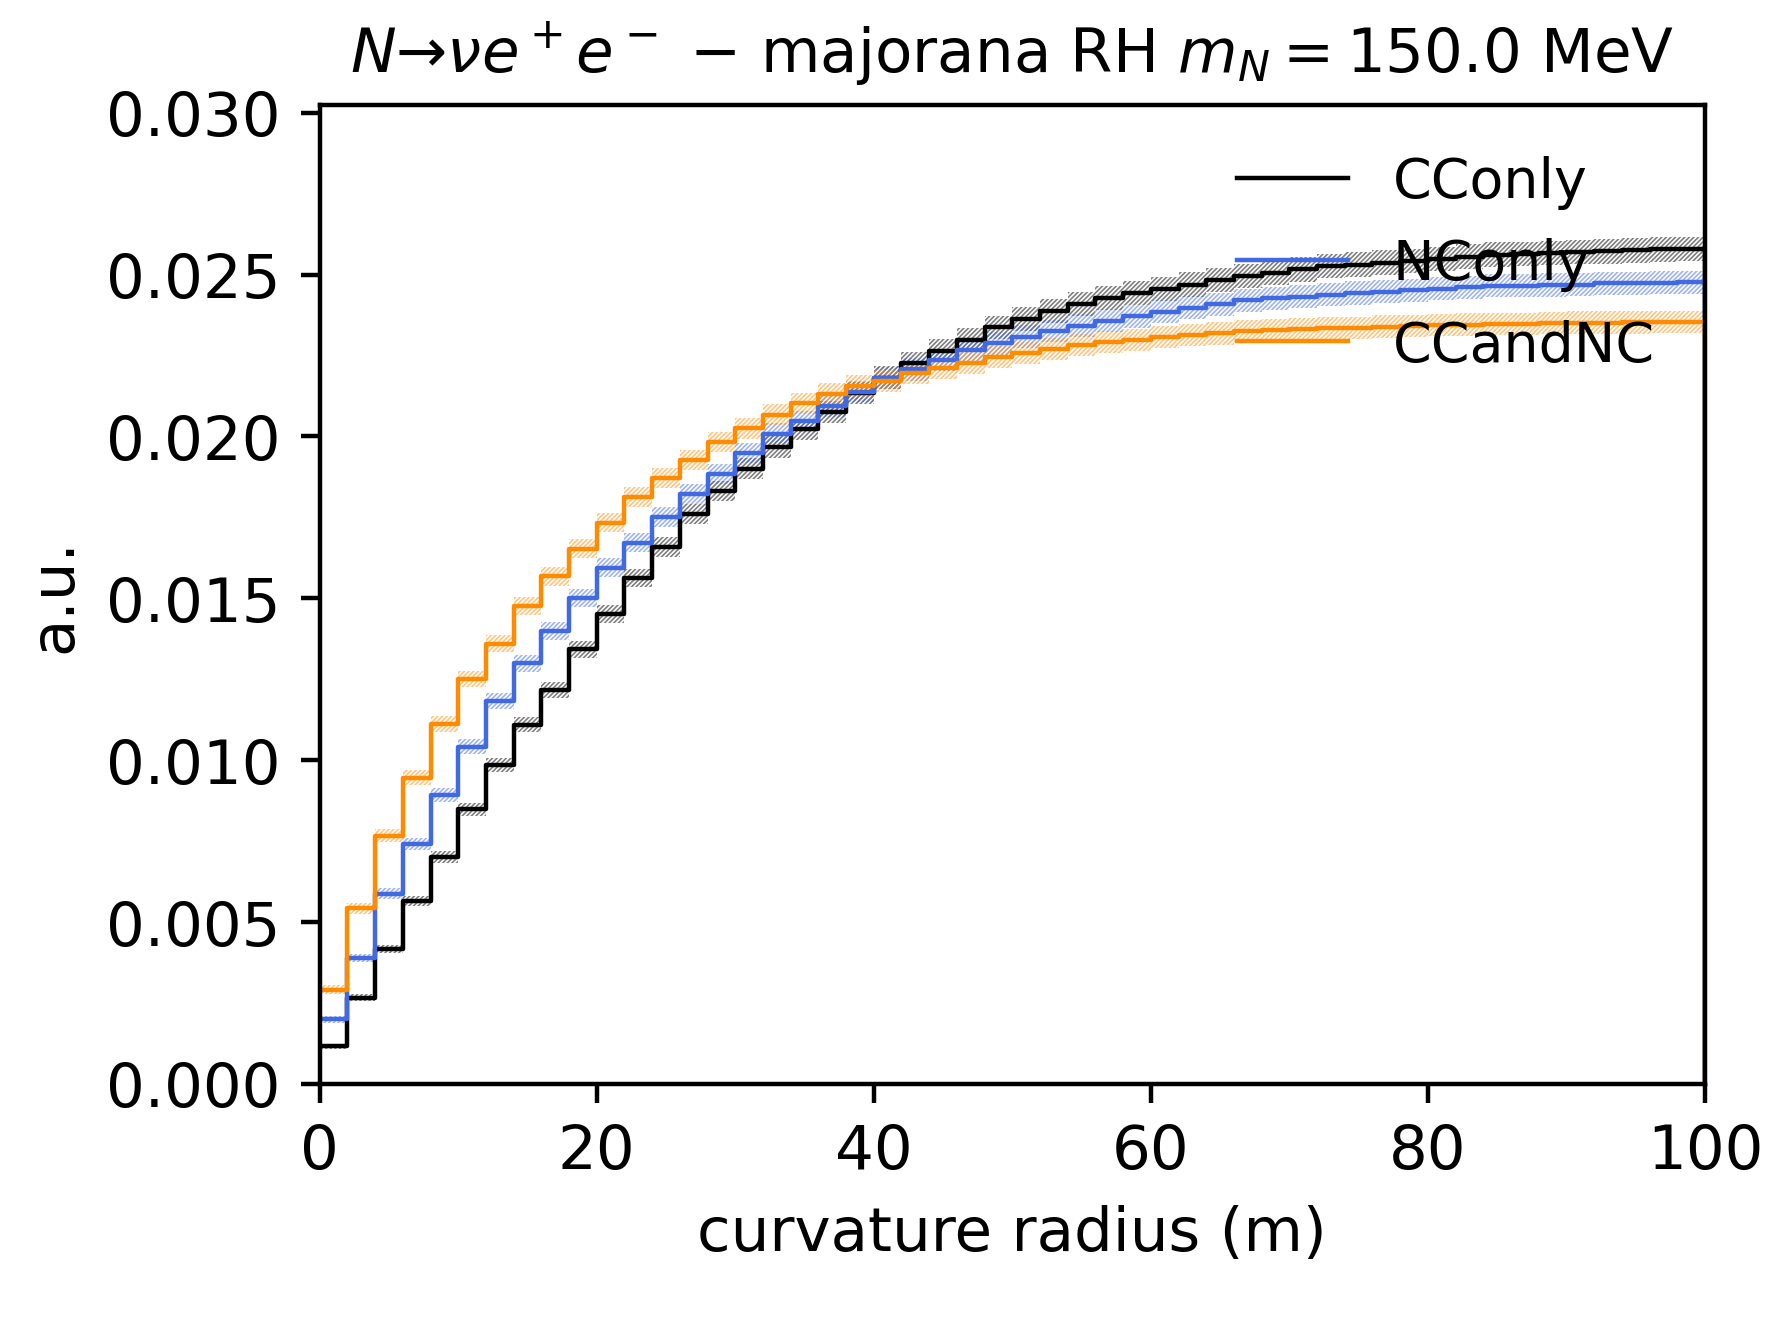 N→νe⁺e⁻ − majorana RH m_N = 150.0 MeV
0.030
0.025
0.020
0.015
0.010
0.005
0.000
a.u.
CConly
NConly
CCandNC
0 20 40 60 80 100
curvature radius (m)